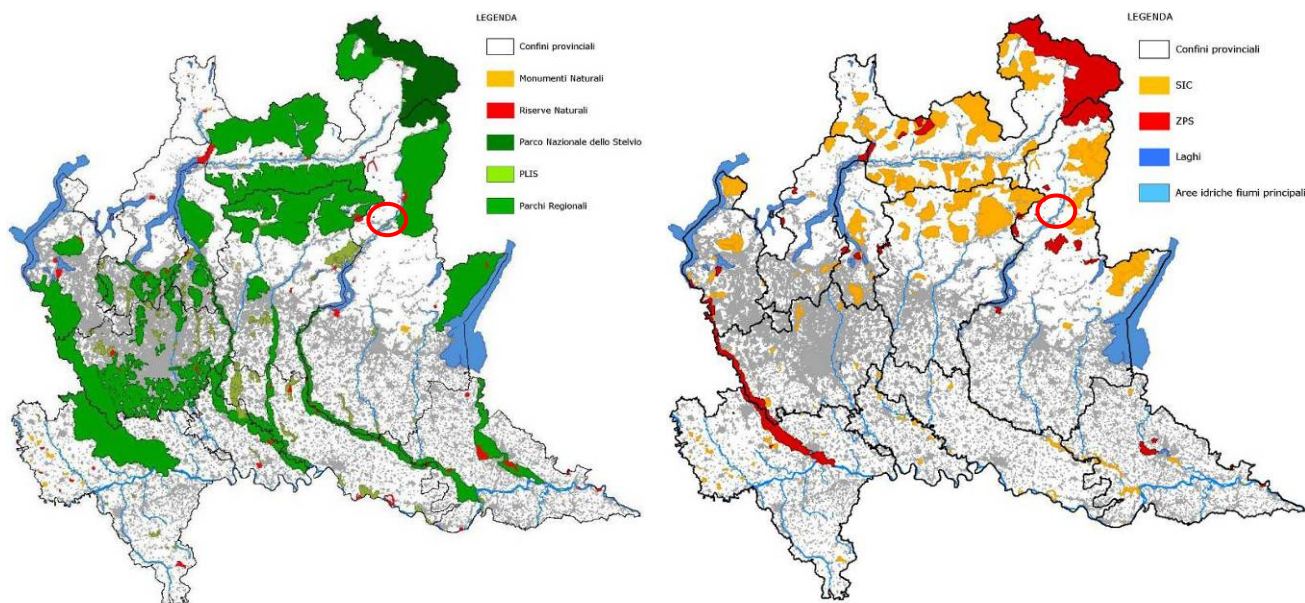 LEGENDA
Confini provinciali
Monumenti Naturali
Riserve Naturali
Parco Nazionale dello Stelvio
PLIS
Parchi Regionali
LEGENDA
Confini provinciali
SIC
ZPS
Laghi
Aree idriche fiumi principali